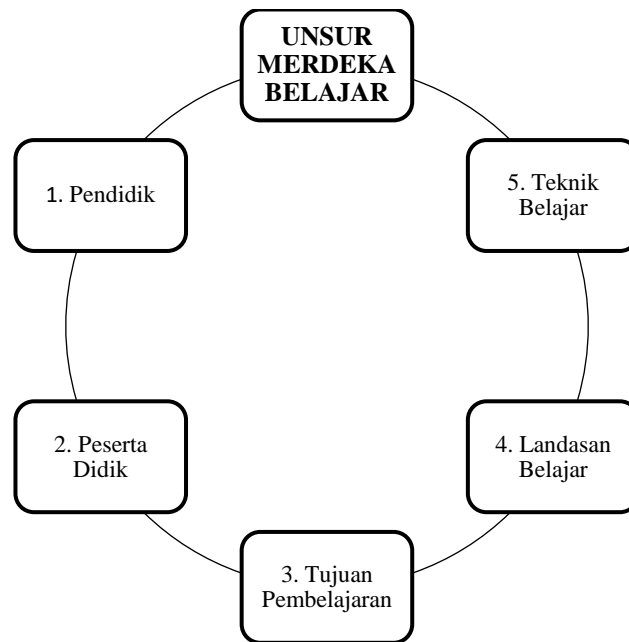 UNSUR
MERDEKA
BELAJAR
1. Pendidik
2. Peserta
Didik
3. Tujuan
Pembelajaran
4. Landasan
Belajar
5. Teknik
Belajar